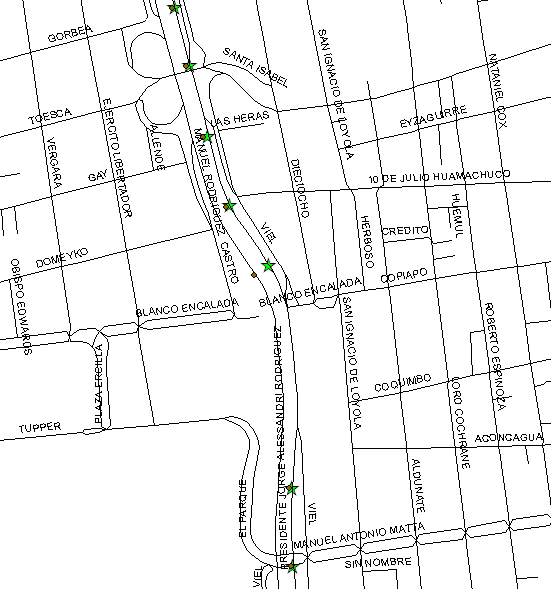 GORBEA
SANTA ISABEL
SAN IGNACIO DE LOYOLA
NATANIEL COX
TOESCA
EJERCITO LIBERTADOR
LAS HERAS
EYZAGUIRRE
ALLENDE
MANUEL RODRIGUEZ
VERGARA
GAY
DIECIOCHO
10 DE JULIO HUAMACHUCO
HUEMUL
HERBOSO
CREDITO
VIEL
DOMEYKO
CASTRO
OBISPO EDWARDS
BLANCO ENCALADA
BLANCO ENCALADA
COPIAPO
SAN IGNACIO DE LOYOLA
ROBERTO ESPINOZA
PLAZA ERCILLA
PRESIDENTE JORGE ALESSANDRI RODRIGUEZ
COQUIMBO
LORD COCHRANE
TUPPER
ACONCAGUA
ALDUNATE
EL PARQUE
VIEL
MANUEL ANTONIO MATTA
SIN NOMBRE
VIEL